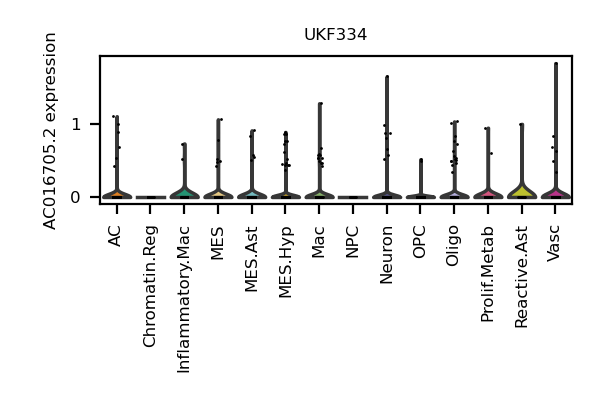 UKF334
AC016705.2 expression
1
0
AC
Chromatin.Reg
Inflammatory.Mac
MES
MES.Ast
MES.Hyp
Mac
NPC
Neuron
OPC
Oligo
Prolif.Metab
Reactive.Ast
Vasc